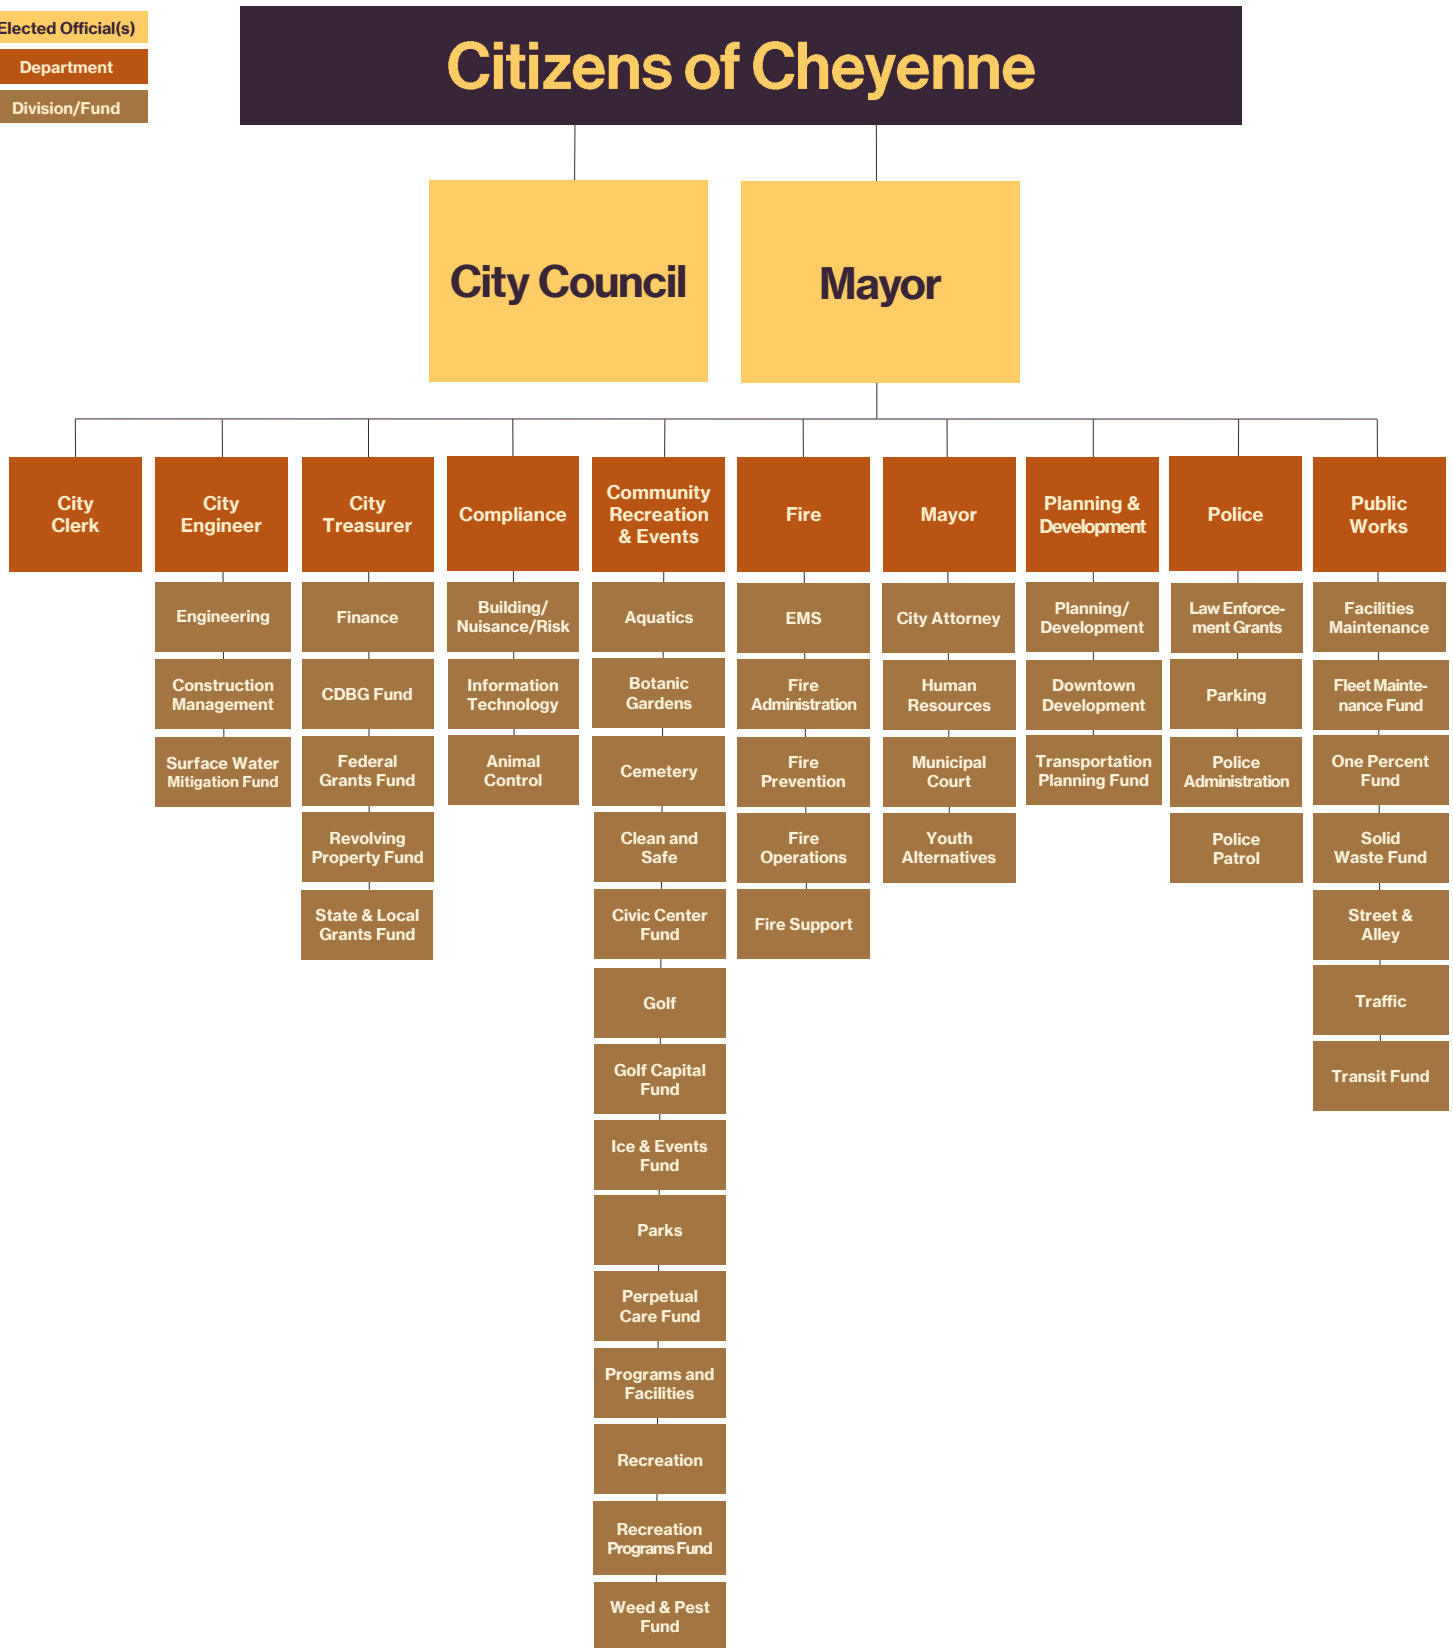 Elected Official(s)
Department
Division/Fund
Citizens of Cheyenne
City Council
Mayor
City
Clerk
City
Engineer
Engineering
Construction
Management
Surface Water
Mitigation Fund
City
Treasurer
Finance
CDBG Fund
Federal
Grants Fund
Revolving
Property Fund
State & Local
Grants Fund
Compliance
Building/
Nuisance/Risk
Information
Technology
Animal
Control
Community
Recreation
& Events
Aquatics
Botanic
Gardens
Cemetery
Clean and
Safe
Civic Center
Fund
Golf
Golf Capital
Fund
Ice & Events
Fund
Parks
Perpetual
Care Fund
Programs and
Facilities
Recreation
Recreation
Programs Fund
Weed & Pest
Fund
Fire
EMS
Fire
Administration
Fire
Prevention
Fire
Operations
Fire Support
Mayor
City Attorney
Human
Resources
Municipal
Court
Youth
Alternatives
Planning &
Development
Planning/
Development
Downtown
Development
Transportation
Planning Fund
Police
Law Enforce-
ment Grants
Parking
Police
Administration
Police
Patrol
Public
Works
Facilities
Maintenance
Fleet Mainte-
nance Fund
One Percent
Fund
Solid
Waste Fund
Street &
Alley
Traffic
Transit Fund